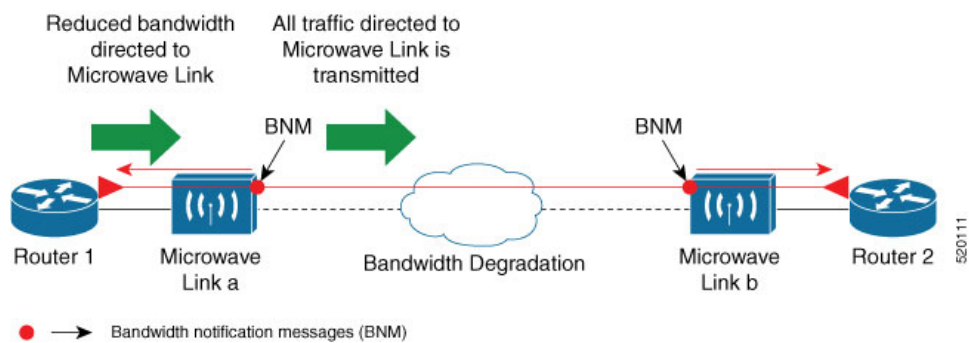 Reduced bandwidth
directed to
Microwave Link
All traffic directed to
Microwave Link is
transmitted
BNM
BNM
Router 1
Microwave
Link a
Bandwidth Degradation
Microwave
Link b
Router 2
520111
Bandwidth notification messages (BNM)